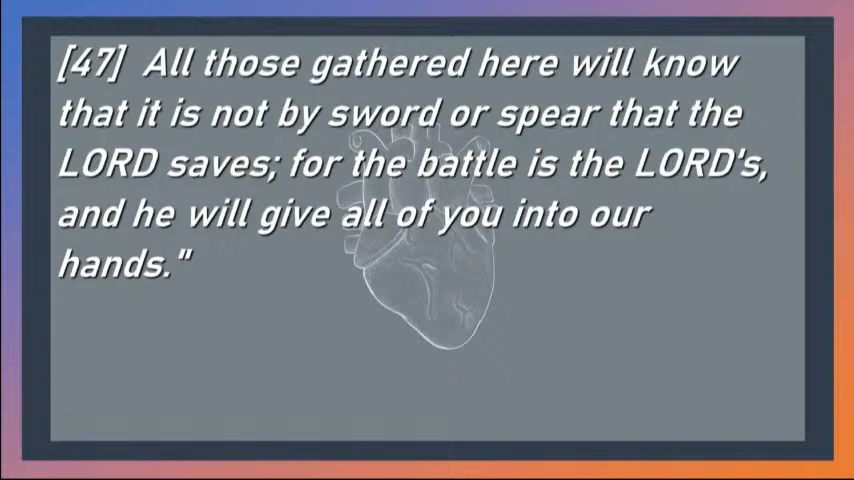 [47] All those gathered here will know
that it is not by sword or spear that the
LORD saves; for the battle is the LORD's,
and he will give all of you into our
hands."